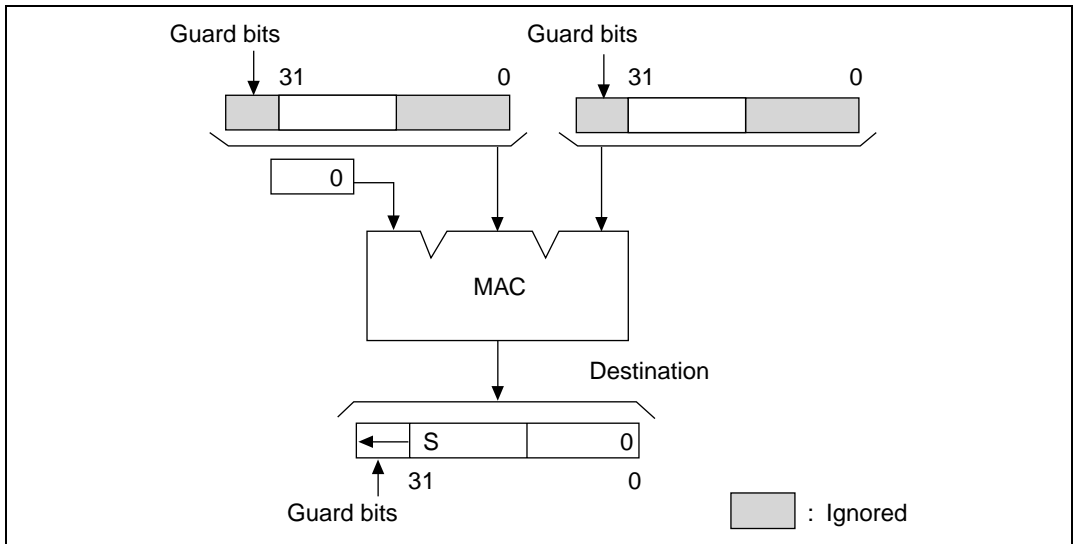 Guard bits Guard bits
31 0 31 0
0
MAC
Destination
S 0
31 0
Guard bits
: Ignored